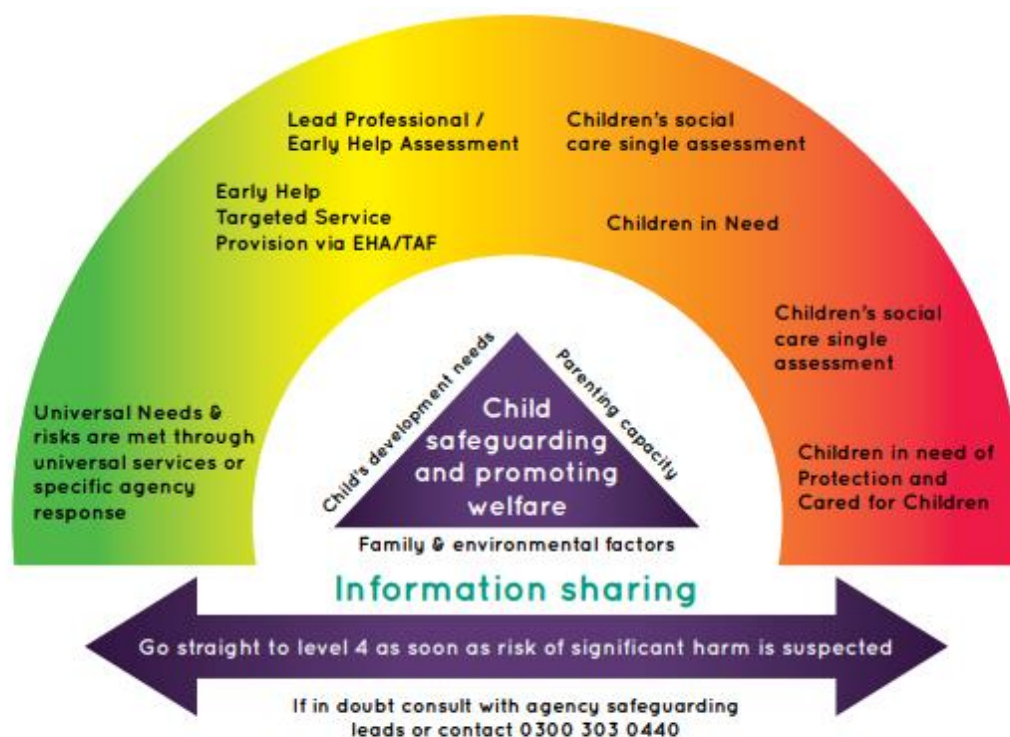 Lead Professional /
Early Help Assessment
Children's social
care single assessment
Early Help
Targeted Service
Provision via EHA/TAF
Children in Need
Children's social
care single
assessment
Universal Needs &
risks are met through
universal services or
specific agency
response
Children in need of
Protection and
Cared for Children
Child's development needs
Parenting capacity
Child
safeguarding
and promoting
welfare
Family & environmental factors
Information sharing
Go straight to level 4 as soon as risk of significant harm is suspected
If in doubt consult with agency safeguarding
leads or contact 0300 303 0440